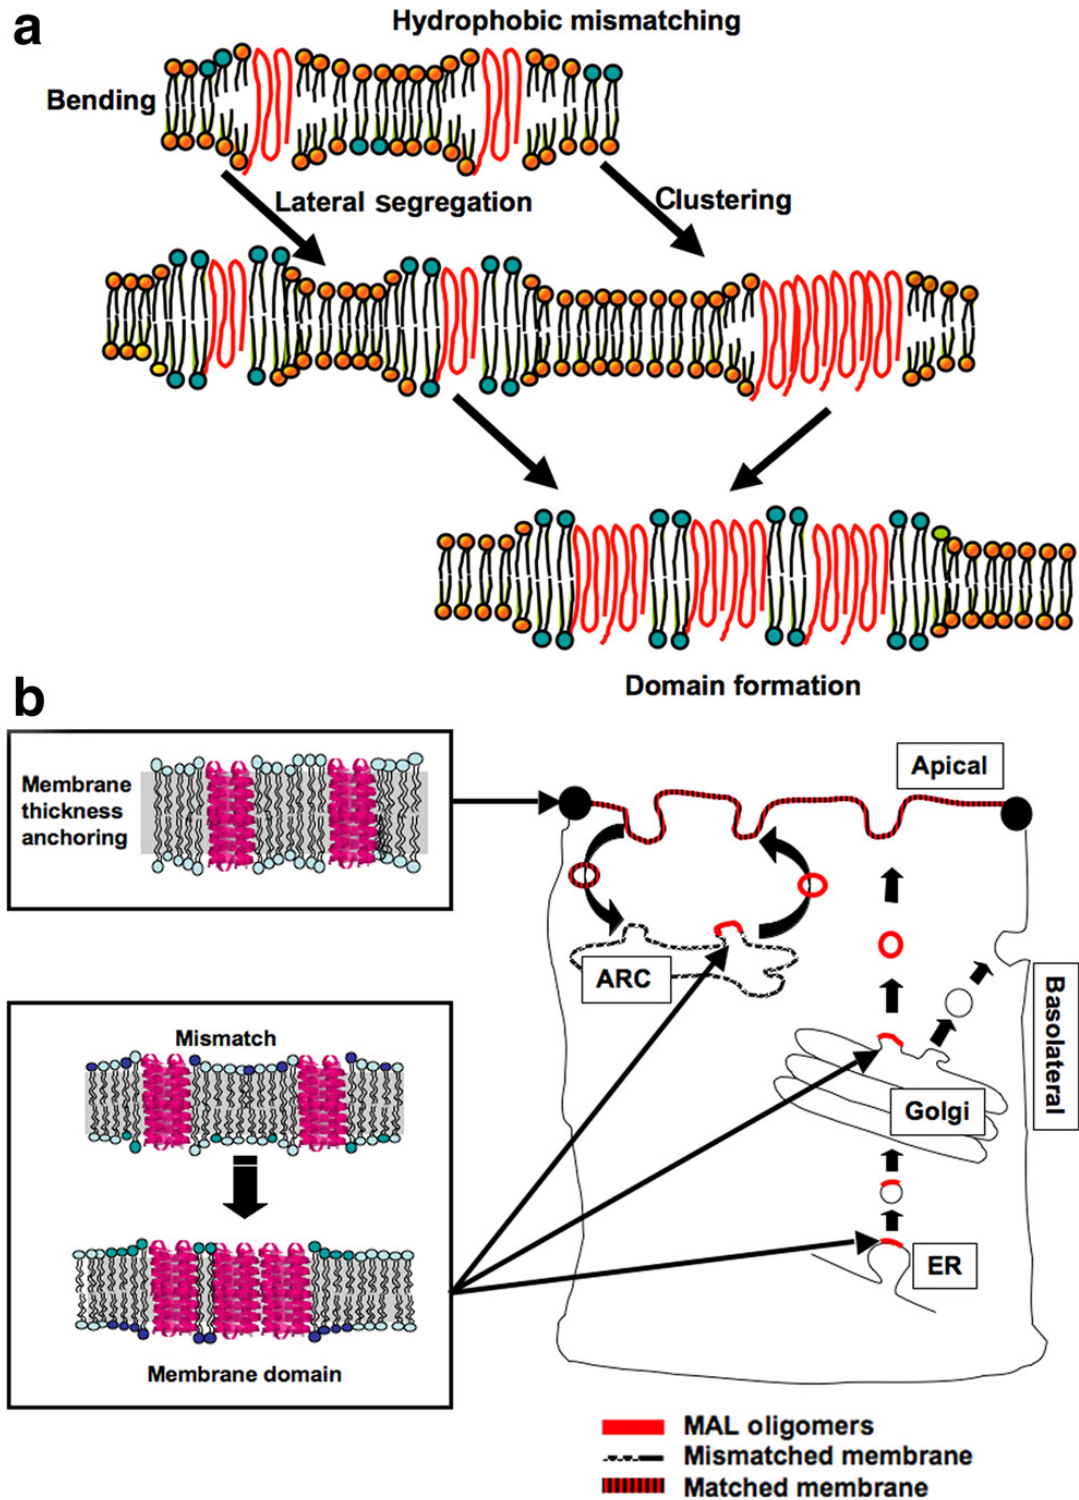 a
Hydrophobic mismatching
Bending
Lateral segregation
Clustering
Domain formation
b
Membrane
thickness
anchoring
Apical
ARC
Basolateral
Mismatch
Golgi
ER
Membrane domain
MAL oligomers
Mismatched membrane
Matched membrane